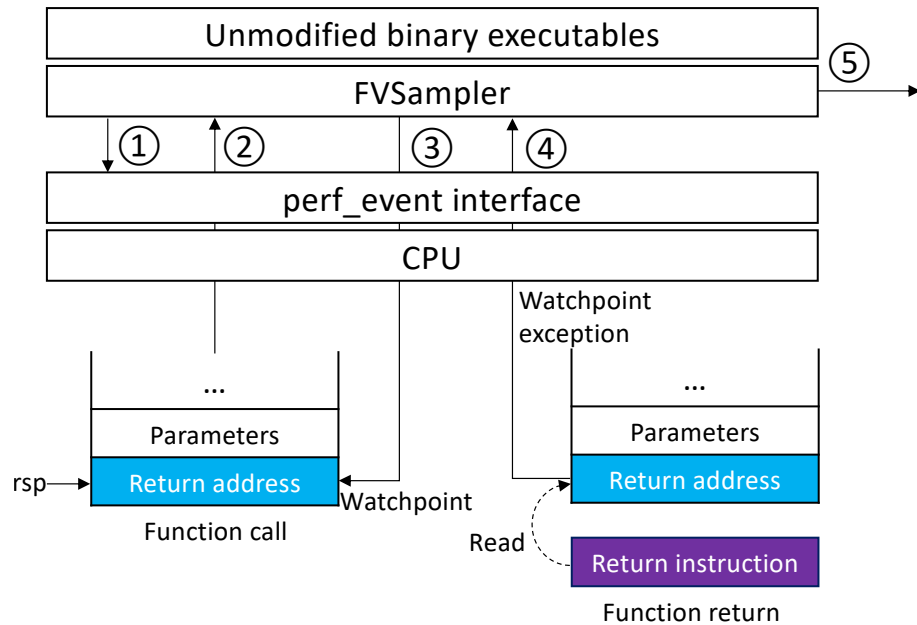 Unmodified binary executables
FVSampler
⑤
①
②
③
④
perf_event interface
CPU
Watchpoint
exception
...
Parameters
rsp
Return address
Watchpoint
Function call
...
Parameters
Return address
Read
Return instruction
Function return